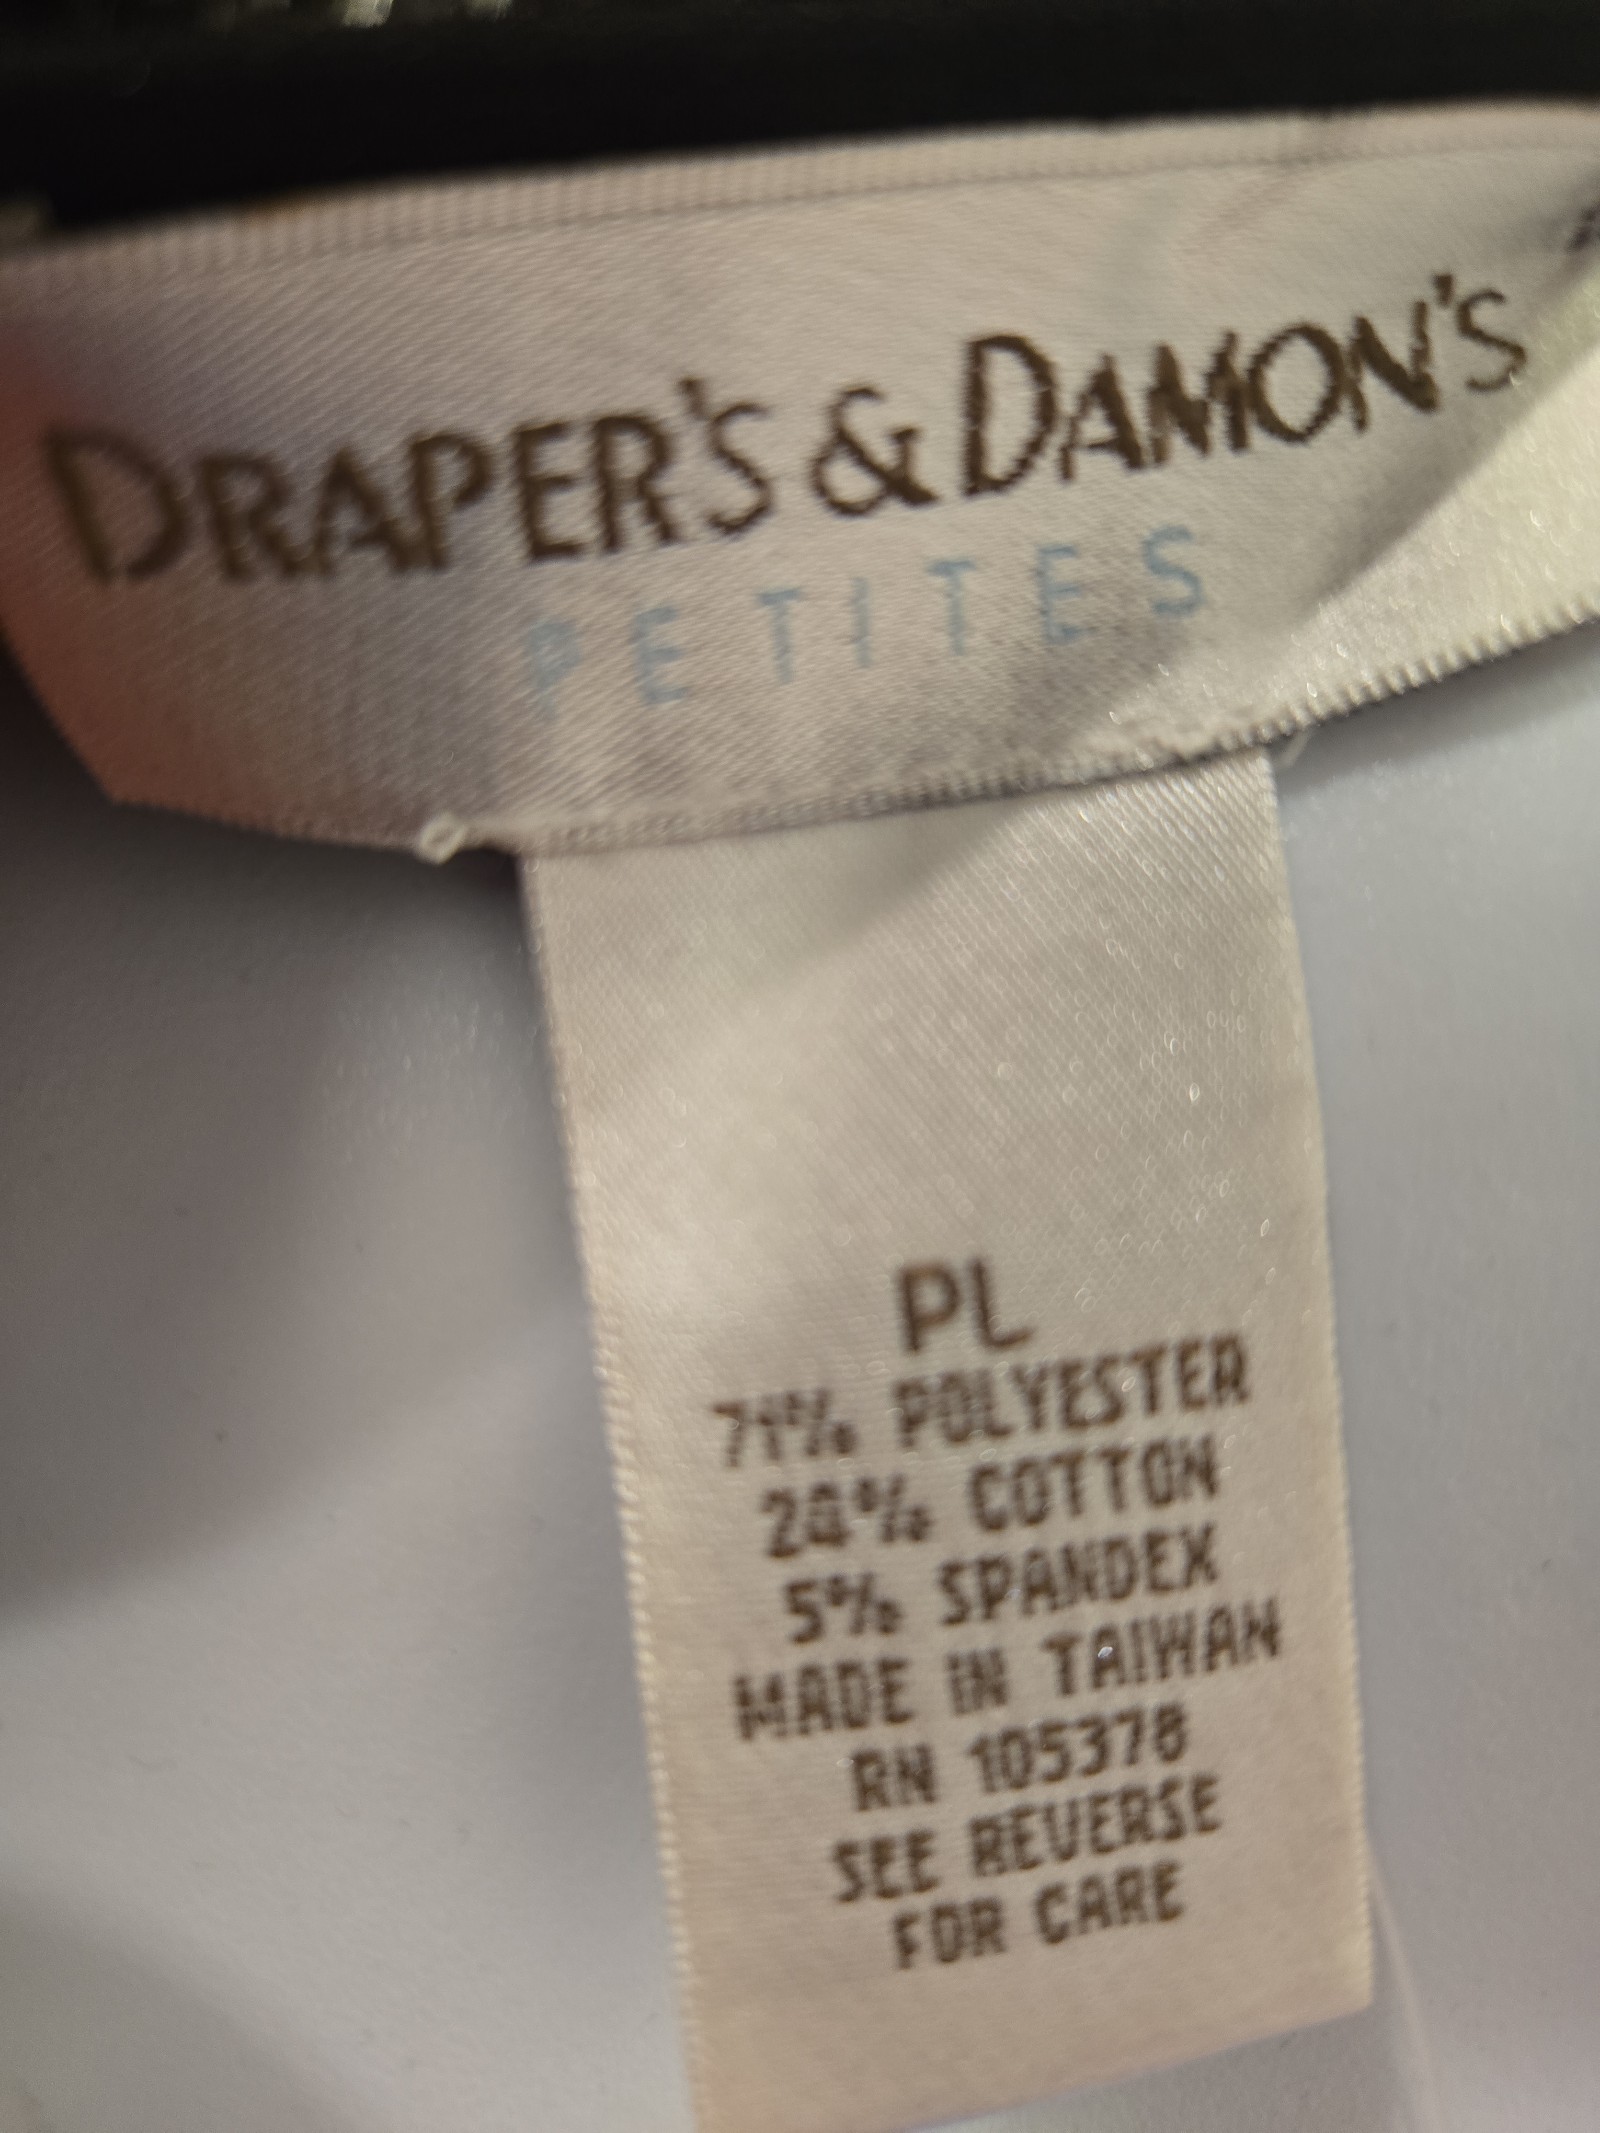 DRAPER'S & DAMON'S
PETITES
PL
71% POLYESTER
24% COTTON
5% SPANDEX
MADE IN TAIWAN
RN 105378
SEE REVERSE
FOR CARE